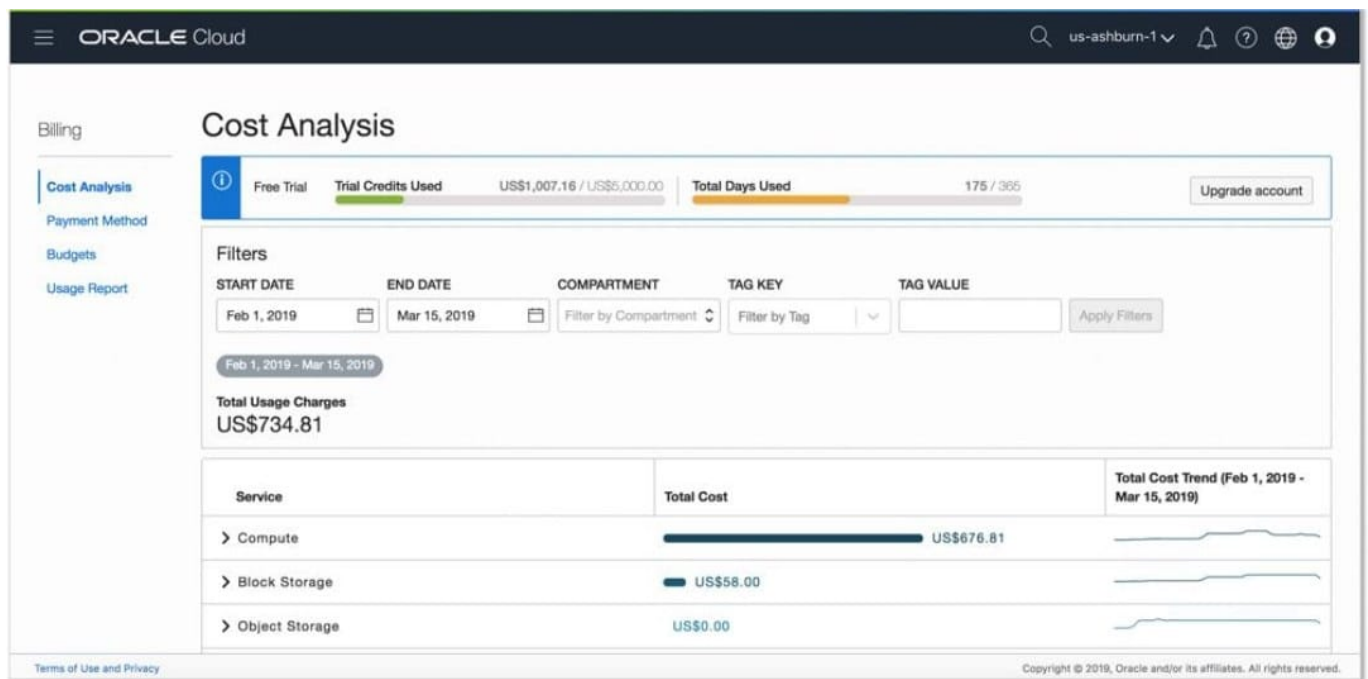 ORACLE Cloud
us-ashburn-1
Billing
Cost Analysis
Payment Method
Budgets
Usage Report
Cost Analysis
Free Trial
Trial Credits Used US$1,007.16 / US$5,000.00
Total Days Used 175 / 365
Upgrade account
Filters
START DATE END DATE COMPARTMENT TAG KEY TAG VALUE
Feb 1, 2019 Mar 15, 2019 Filter by Compartment Filter by Tag Apply Filters
Feb 1, 2019 - Mar 15, 2019
Total Usage Charges
US$734.81
Service Total Cost Total Cost Trend (Feb 1, 2019 -
Mar 15, 2019)
Compute US$676.81
Block Storage US$58.00
Object Storage US$0.00
Terms of Use and Privacy Copyright © 2019, Oracle and/or its affiliates. All rights reserved.